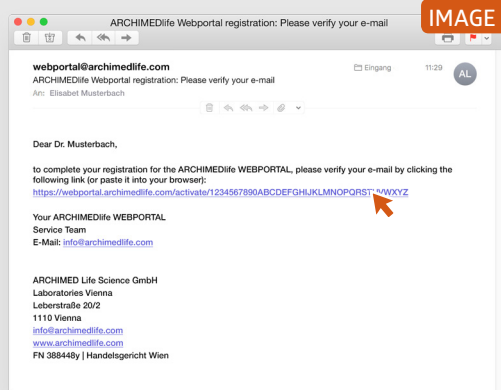 ARCHIMEDlife Webportal registration: Please verify your e-mail
IMAGE
webportal@archimedlife.com
Eingang
11:29
AL
ARCHIMEDlife Webportal registration: Please verify your e-mail
An: Elisabet Musterbach
Dear Dr. Musterbach,
to complete your registration for the ARCHIMEDlife WEBPORTAL, please verify your e-mail by clicking the
following link (or paste it into your browser):
https://webportal.archimedlife.com/activate/1234567890ABCDEFGHIJKLMNOPQRSTUVWXYZ
Your ARCHIMEDlife WEBPORTAL
Service Team
E-Mail: info@archimedlife.com
ARCHIMED Life Science GmbH
Laboratories Vienna
Leberstraße 20/2
1110 Vienna
info@archimedlife.com
www.archimedlife.com
FN 388448y | Handelsgericht Wien